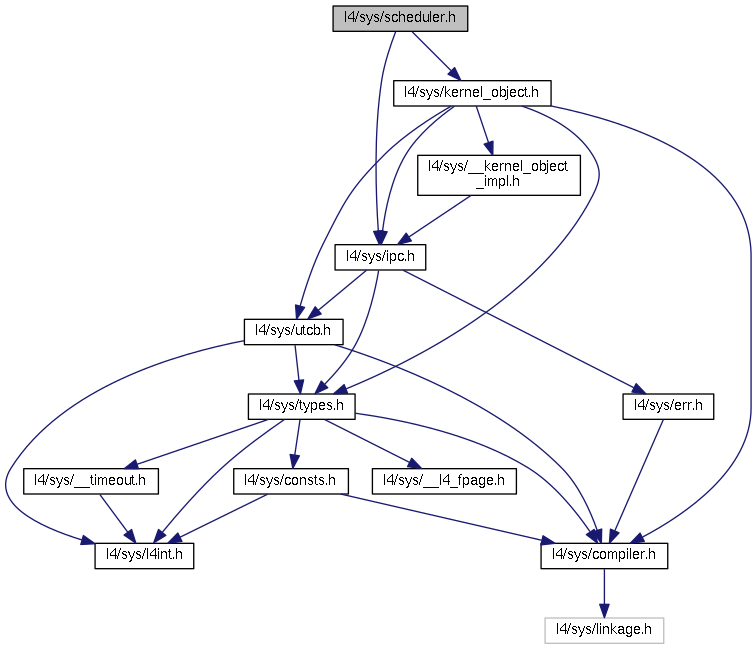 l4/sys/scheduler.h
l4/sys/kernel_object.h
l4/sys/__kernel_object
_impl.h
l4/sys/ipc.h
l4/sys/utcb.h
l4/sys/types.h
l4/sys/err.h
l4/sys/__timeout.h
l4/sys/consts.h
l4/sys/__l4_fpage.h
l4/sys/l4int.h
l4/sys/compiler.h
l4/sys/linkage.h